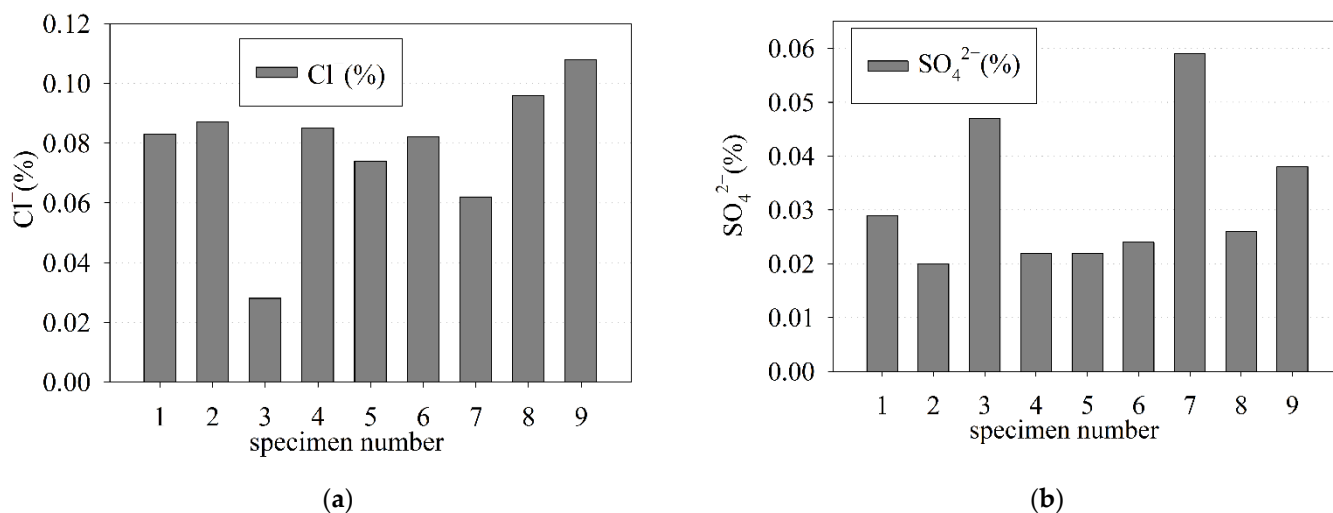 0.12
0.10
0.08
0.06
0.04
0.02
0.00
Cl⁻(%)
Cl (%)
1 2 3 4 5 6 7 8 9
specimen number
(a)
0.06
0.05
0.04
0.03
0.02
0.01
0.00
SO₄²⁻(%)
SO₄²⁻(%)
1 2 3 4 5 6 7 8 9
specimen number
(b)